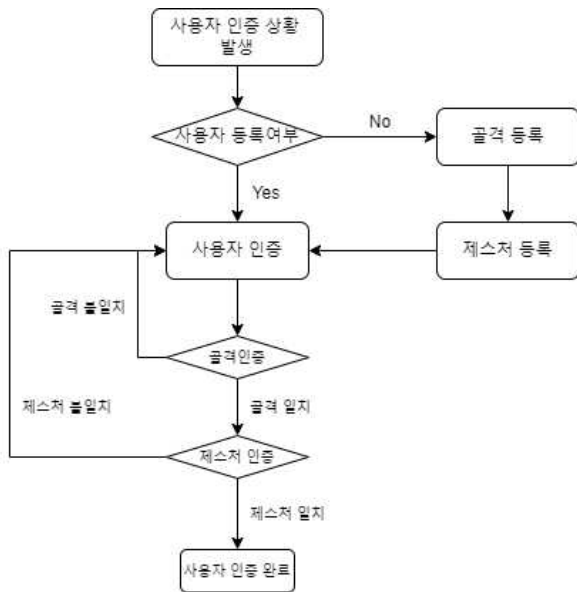 사용자 인증 상황
발생
사용자 등록여부
No
골격 등록
Yes
사용자 인증
제스처 등록
골격 불일치
골격인증
제스처 불일치
골격 일치
제스처 인증
제스처 일치
사용자 인증 완료